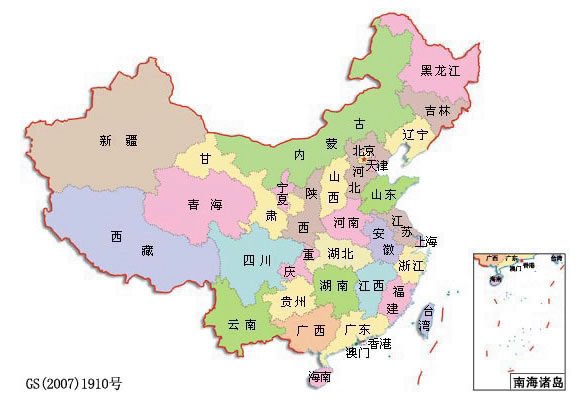 黑龙江
吉林
辽宁
内蒙古
新疆
甘肃
北京
天津
河北
山西
宁夏
陕西
山东
青海
西藏
河南
江苏
安徽
上海
四川
重庆
湖北
浙江
湖南
江西
贵州
福建
云南
广西
广东
台湾
香港
澳门
海南
GS(2007)1910号
广西
广东
台湾
澳门
香港
海南
南海诸岛